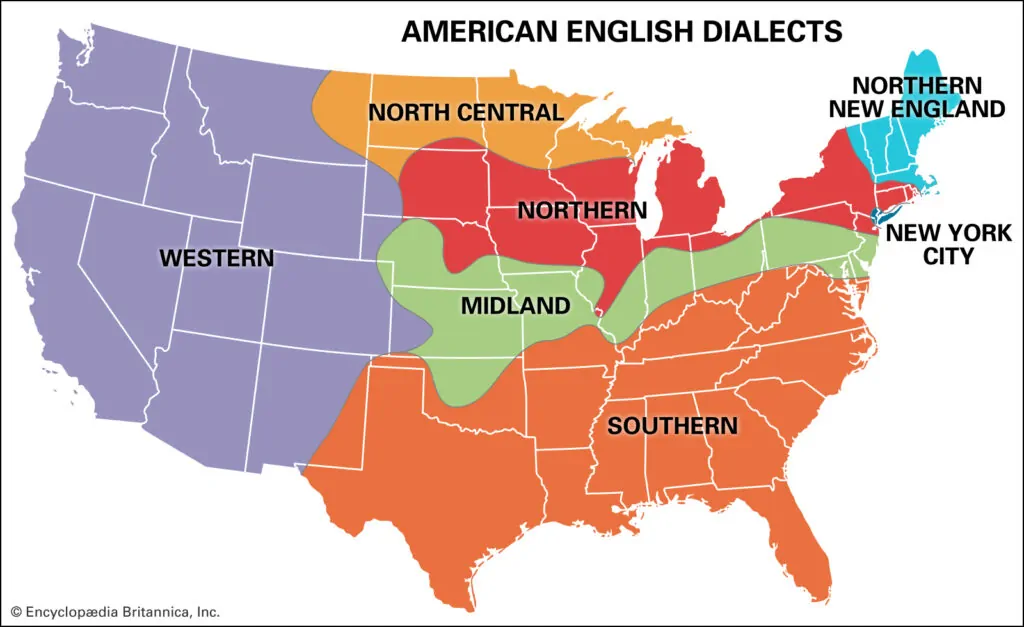 AMERICAN ENGLISH DIALECTS
NORTHERN
NEW ENGLAND
NORTH CENTRAL
NORTHERN
NEW YORK
CITY
WESTERN
MIDLAND
SOUTHERN
© Encyclopædia Britannica, Inc.